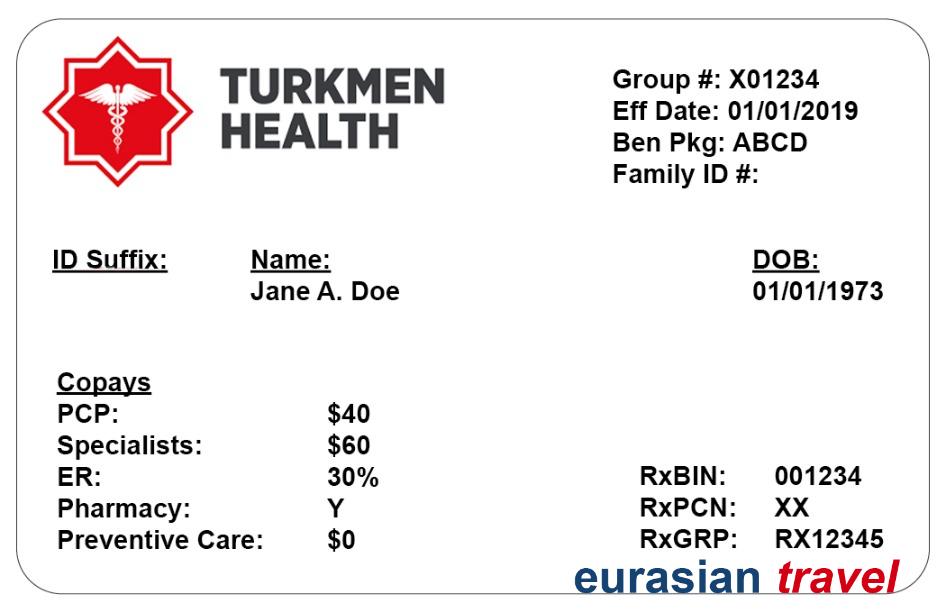 TURKMEN
HEALTH
Group #: X01234
Eff Date: 01/01/2019
Ben Pkg: ABCD
Family ID #:
ID Suffix: Name: DOB:
Jane A. Doe 01/01/1973
Copays
PCP: $40
Specialists: $60
ER: 30%
Pharmacy: Y
Preventive Care: $0
RxBIN: 001234
RxPCN: XX
RxGRP: RX12345
eurasian travel